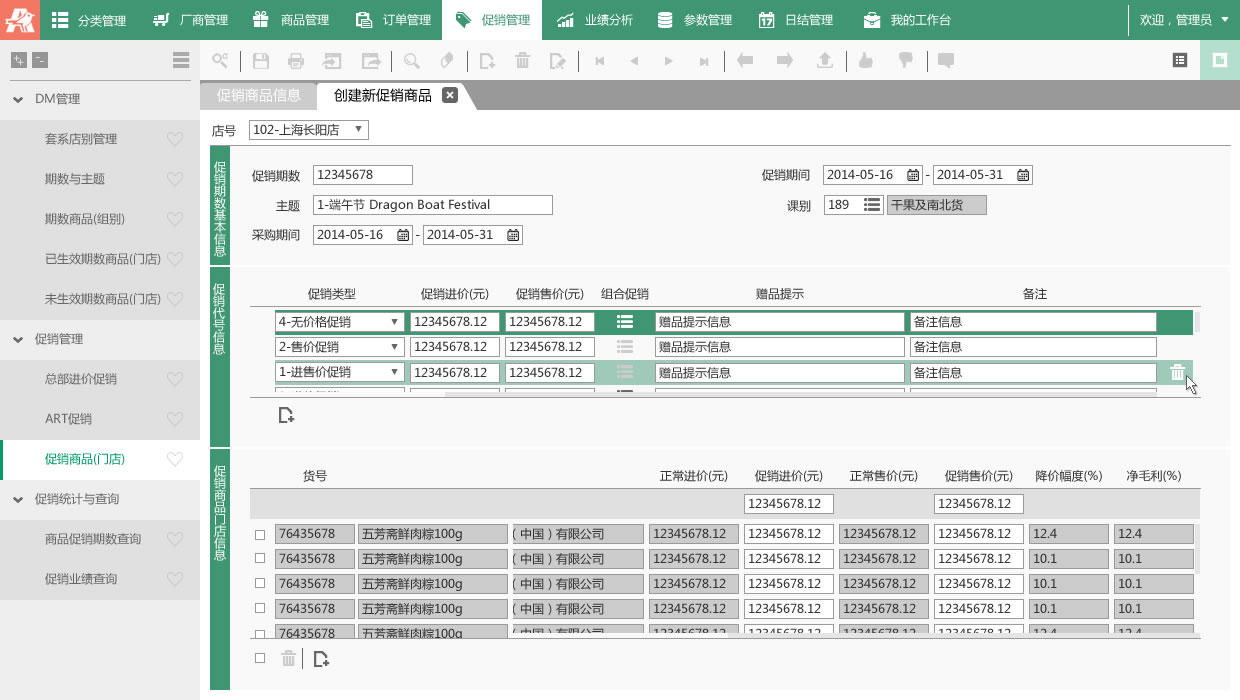 分类管理 厂商管理 商品管理 订单管理 促销管理 业绩分析 参数管理 日结管理 我的工作台 欢迎，管理员
DM管理
套系店别管理
期数与主题
期数商品(组别)
已生效期数商品(门店)
未生效期数商品(门店)
促销管理
总部进价促销
ART促销
促销商品(门店)
促销统计与查询
商品促销期数查询
促销业绩查询
促销商品信息 创建新促销商品
店号 102-上海长阳店
促销期数基本信息
促销期数 12345678 促销期间 2014-05-16 - 2014-05-31
主题 1-端午节 Dragon Boat Festival 课别 189 干果及南北货
采购期间 2014-05-16 - 2014-05-31
促销代号信息
促销类型 促销进价(元) 促销售价(元) 组合促销 赠品提示 备注
4-无价格促销 12345678.12 12345678.12 赠品提示信息 备注信息
2-售价促销 12345678.12 12345678.12 赠品提示信息 备注信息
1-进售价促销 12345678.12 12345678.12 赠品提示信息 备注信息
促销商品门店信息
货号 正常进价(元) 促销进价(元) 正常售价(元) 促销售价(元) 降价幅度(%) 净毛利(%)
12345678.12 12345678.12
76435678 五芳斋鲜肉粽100g (中国)有限公司 12345678.12 12345678.12 12345678.12 12345678.12 12.4 12.4
76435678 五芳斋鲜肉粽100g (中国)有限公司 12345678.12 12345678.12 12345678.12 12345678.12 10.1 10.1
76435678 五芳斋鲜肉粽100g (中国)有限公司 12345678.12 12345678.12 12345678.12 12345678.12 10.1 10.1
76435678 五芳斋鲜肉粽100g (中国)有限公司 12345678.12 12345678.12 12345678.12 12345678.12 10.1 10.1
76435678 五芳斋鲜肉粽100g (中国)有限公司 12345678.12 12345678.12 12345678.12 12345678.12 12.4 12.4